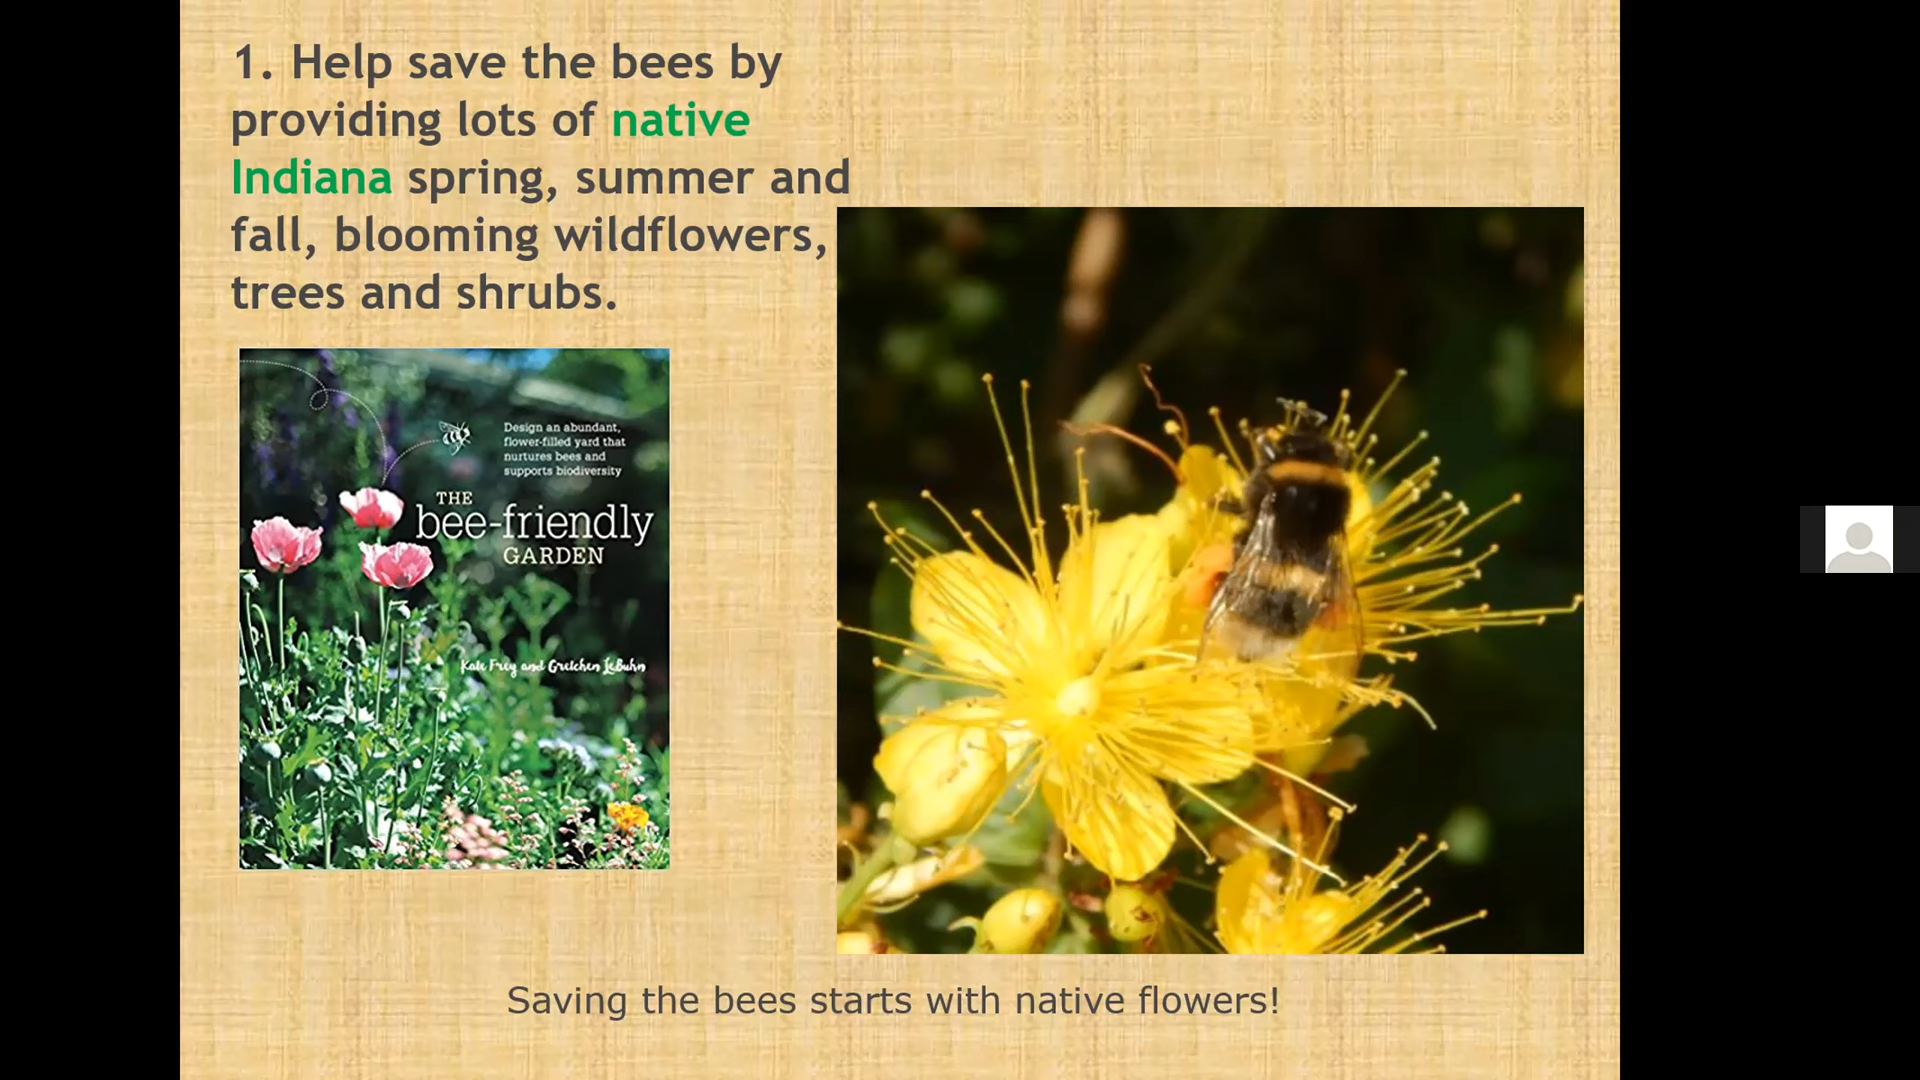 1. Help save the bees by
providing lots of native
Indiana spring, summer and
fall, blooming wildflowers,
trees and shrubs.
Design an abundant,
flower-filled yard that
nurtures bees and
supports biodiversity
THE
bee-friendly
GARDEN
Kate Frey and Gretchen LeBuhn
Saving the bees starts with native flowers!